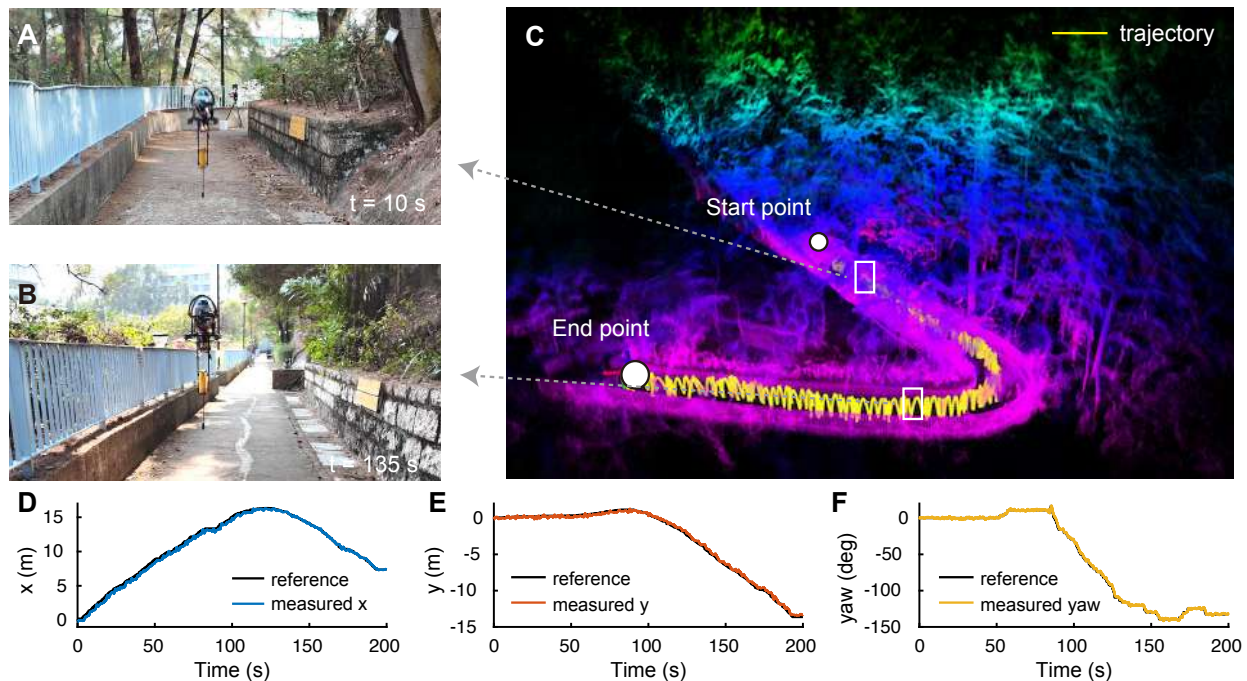 A
t = 10 s
B
t = 135 s
C
trajectory
Start point
End point
D
x (m)
15
10
5
0
reference
measured x
0
50
100
150
200
Time (s)
E
y (m)
0
-5
-10
-15
reference
measured y
0
50
100
150
200
Time (s)
F
yaw (deg)
0
-50
-100
-150
reference
measured yaw
0
50
100
150
200
Time (s)